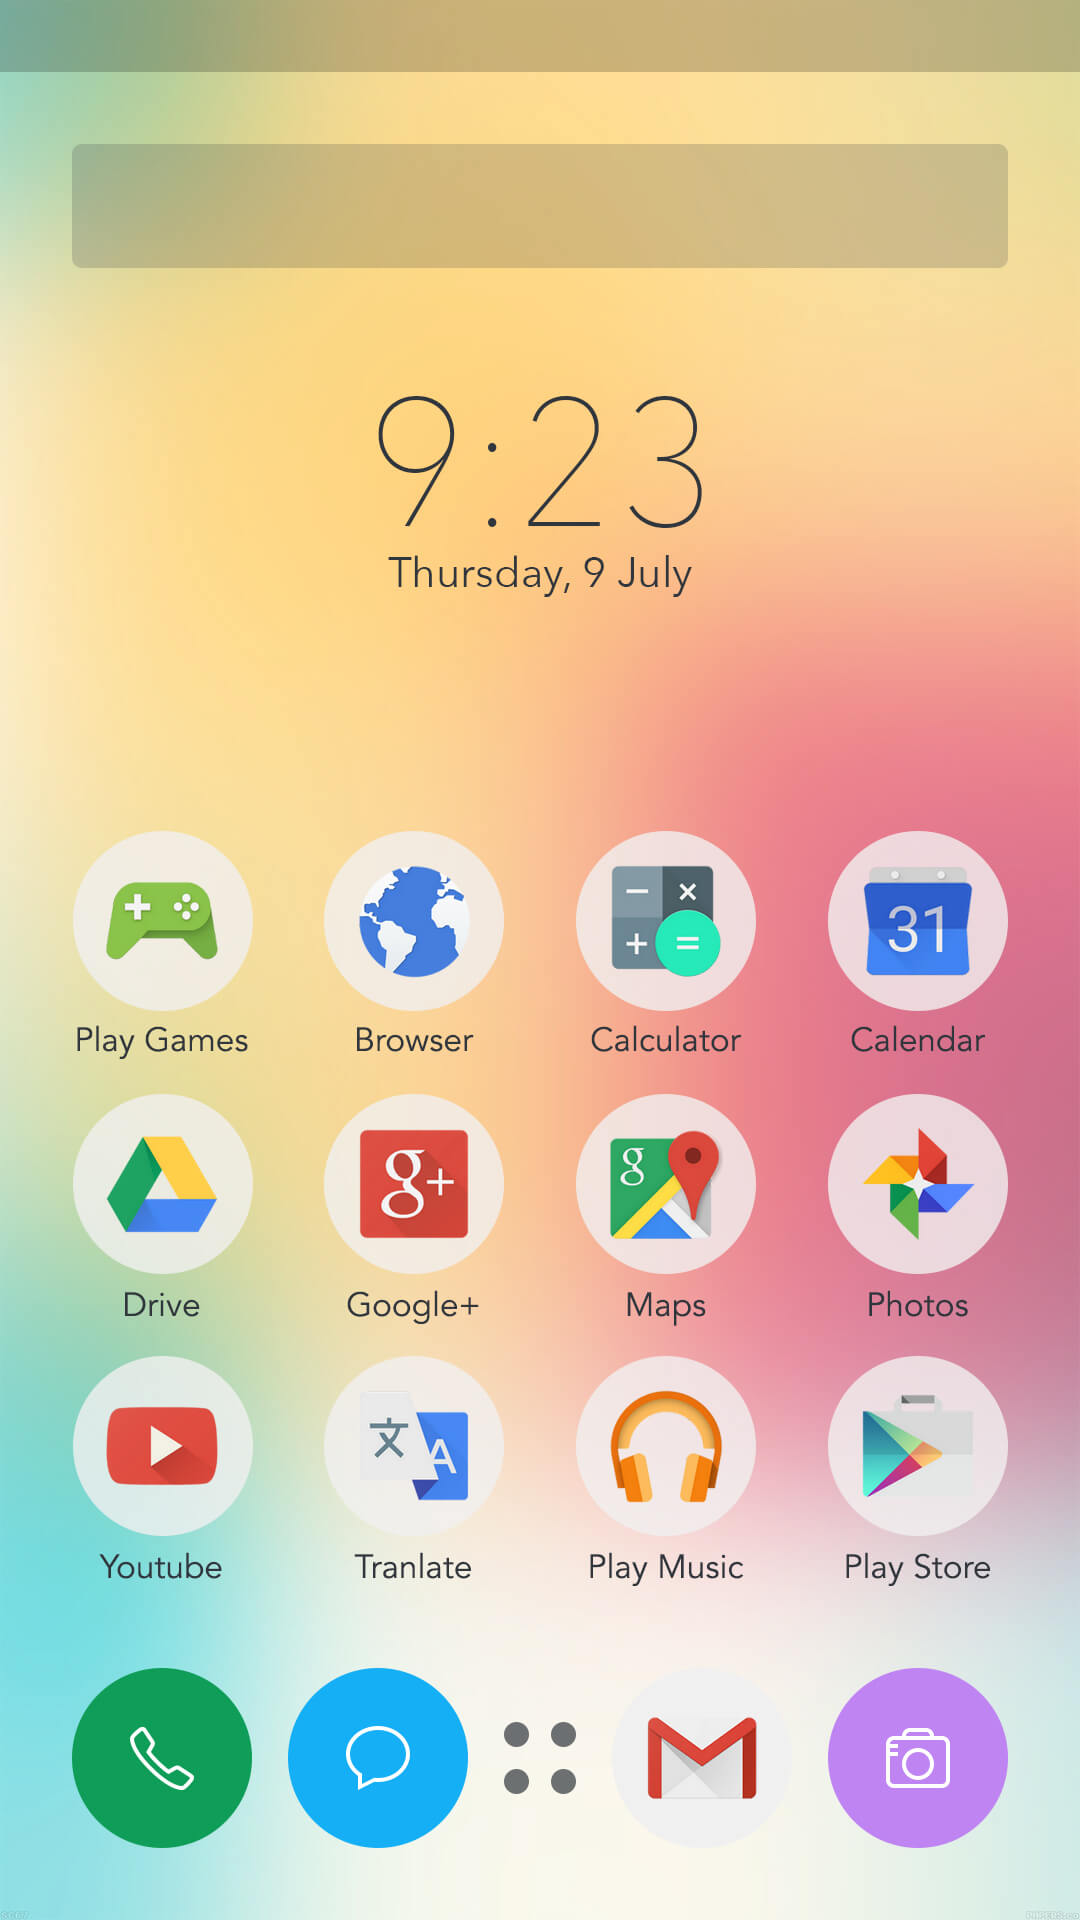 9:23
Thursday, 9 July
31
Play Games
Browser
Calculator
Calendar
g+
g
Drive
Google+
Maps
Photos
文
A
Youtube
Tranlate
Play Music
Play Store